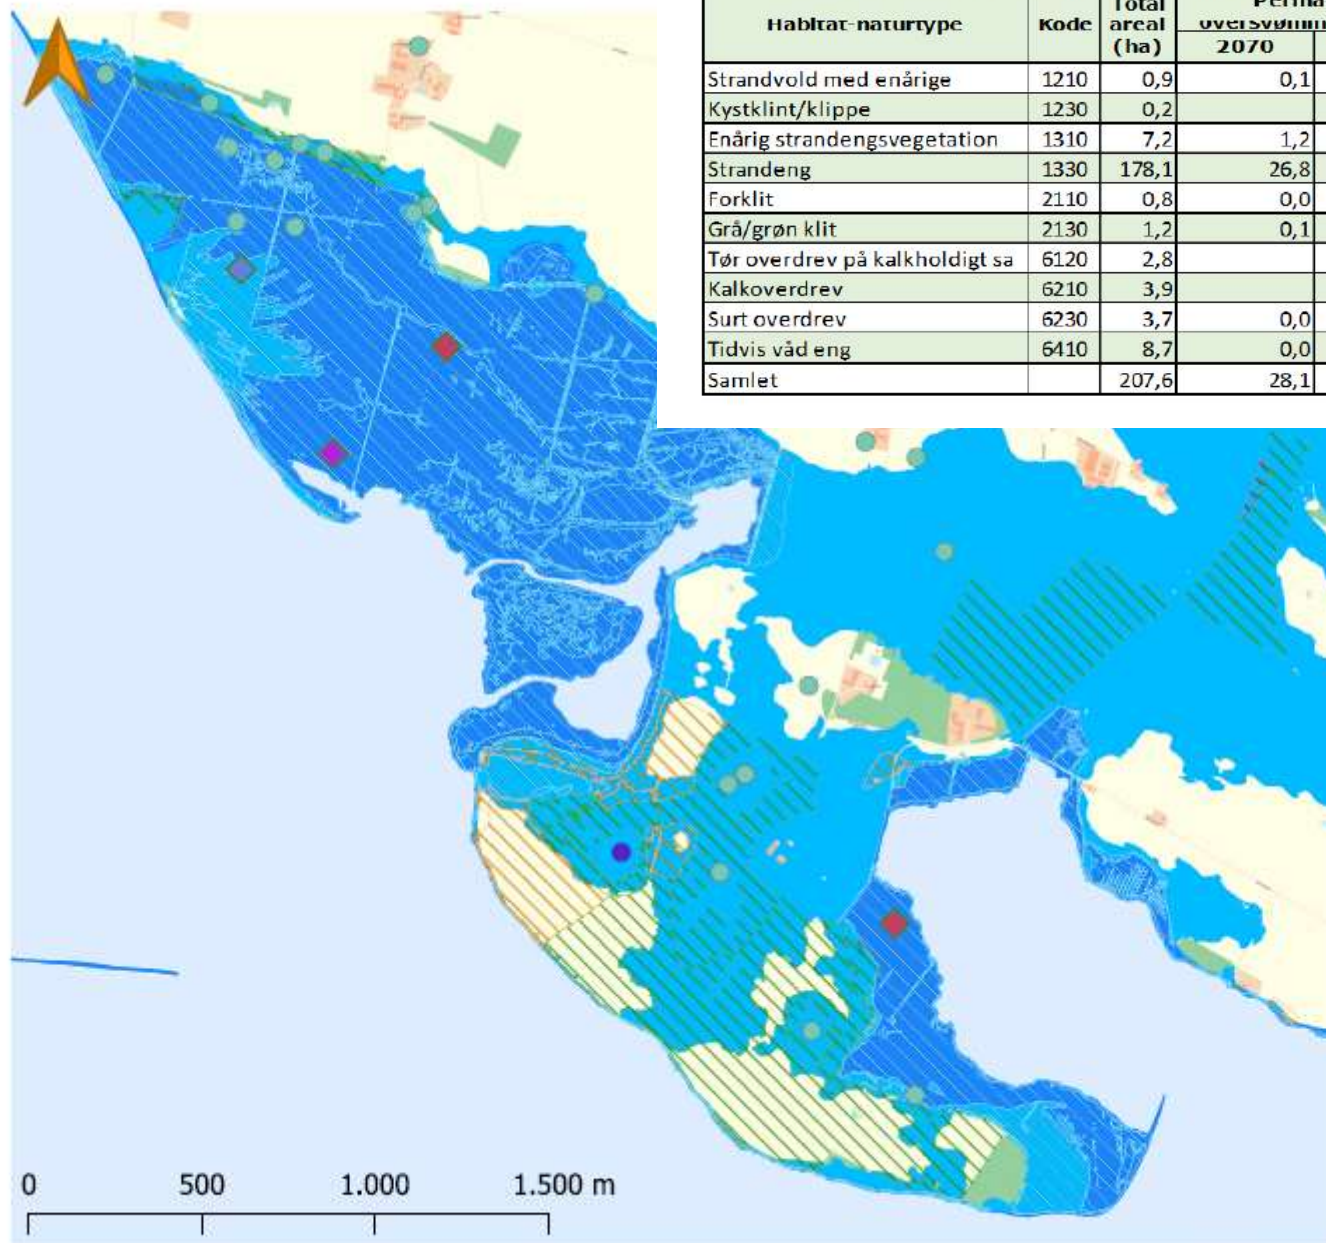 Habitat-naturtype Kode Total areal (ha)
2070
Strandvold med enårige 1210 0,9 0,1
Kystklint/klippe 1230 0,2
Enårig strandengsvegetation 1310 7,2 1,2
Strandeng 1330 178,1 26,8
Forklit 2110 0,8 0,0
Grå/grøn klit 2130 1,2 0,1
Tør overdrev på kalkholdigt sa 6120 2,8
Kalkoverdrev 6210 3,9
Surt overdrev 6230 3,7 0,0
Tidvis våd eng 6410 8,7 0,0
Samlet 207,6 28,1
0 500 1.000 1.500 m